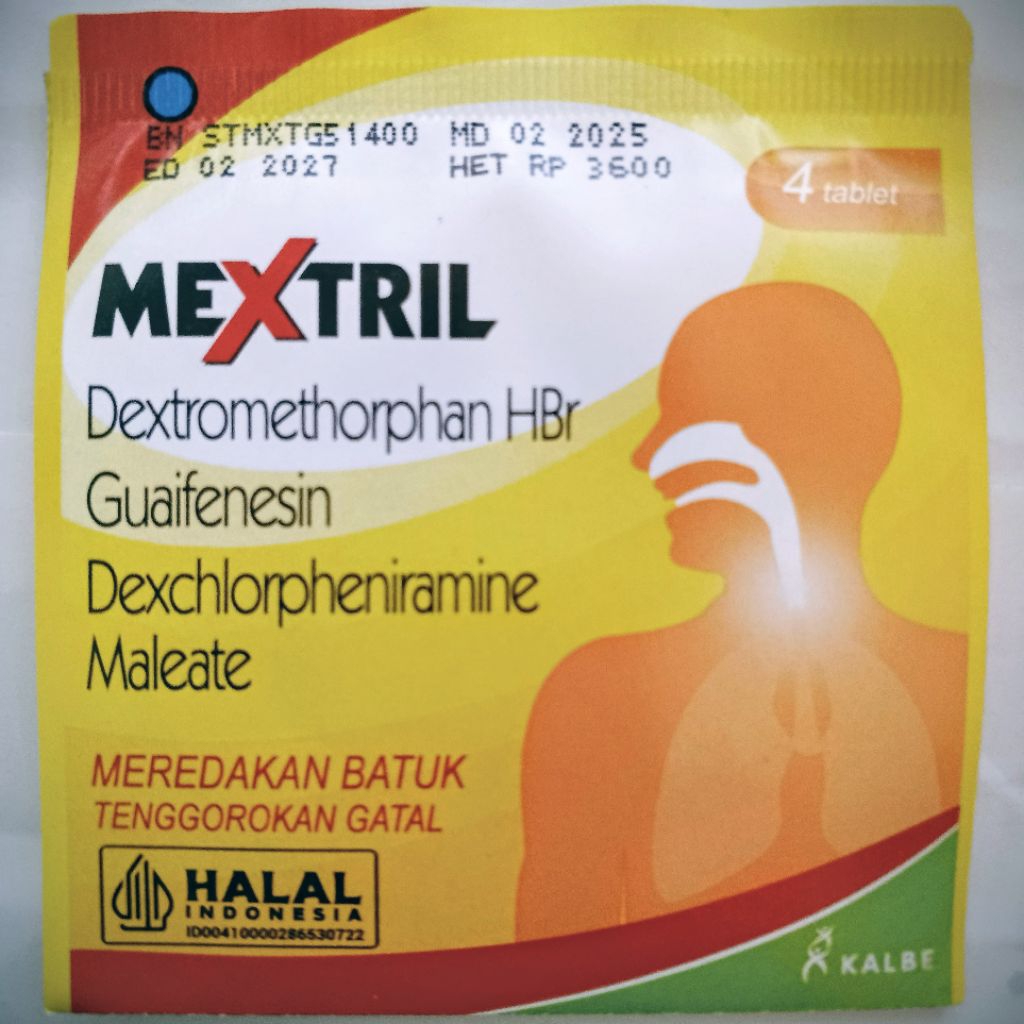 BN STMXTG51400 MD 02 2025
ED 02 2027 HET RP 3600
4 tablet
MEXTRIL
Dextromethorphan HBr
Guaifenesin
Dexchlorpheniramine
Maleate
MEREDAKAN BATUK
TENGGOROKAN GATAL
HALAL
INDONESIA
ID00410000286530722
KALBE